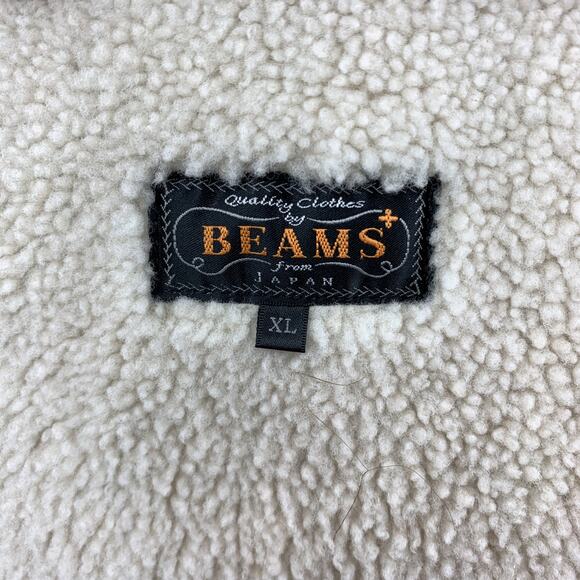 Quality Clothes
by
BEAMS+
from
JAPAN
XL